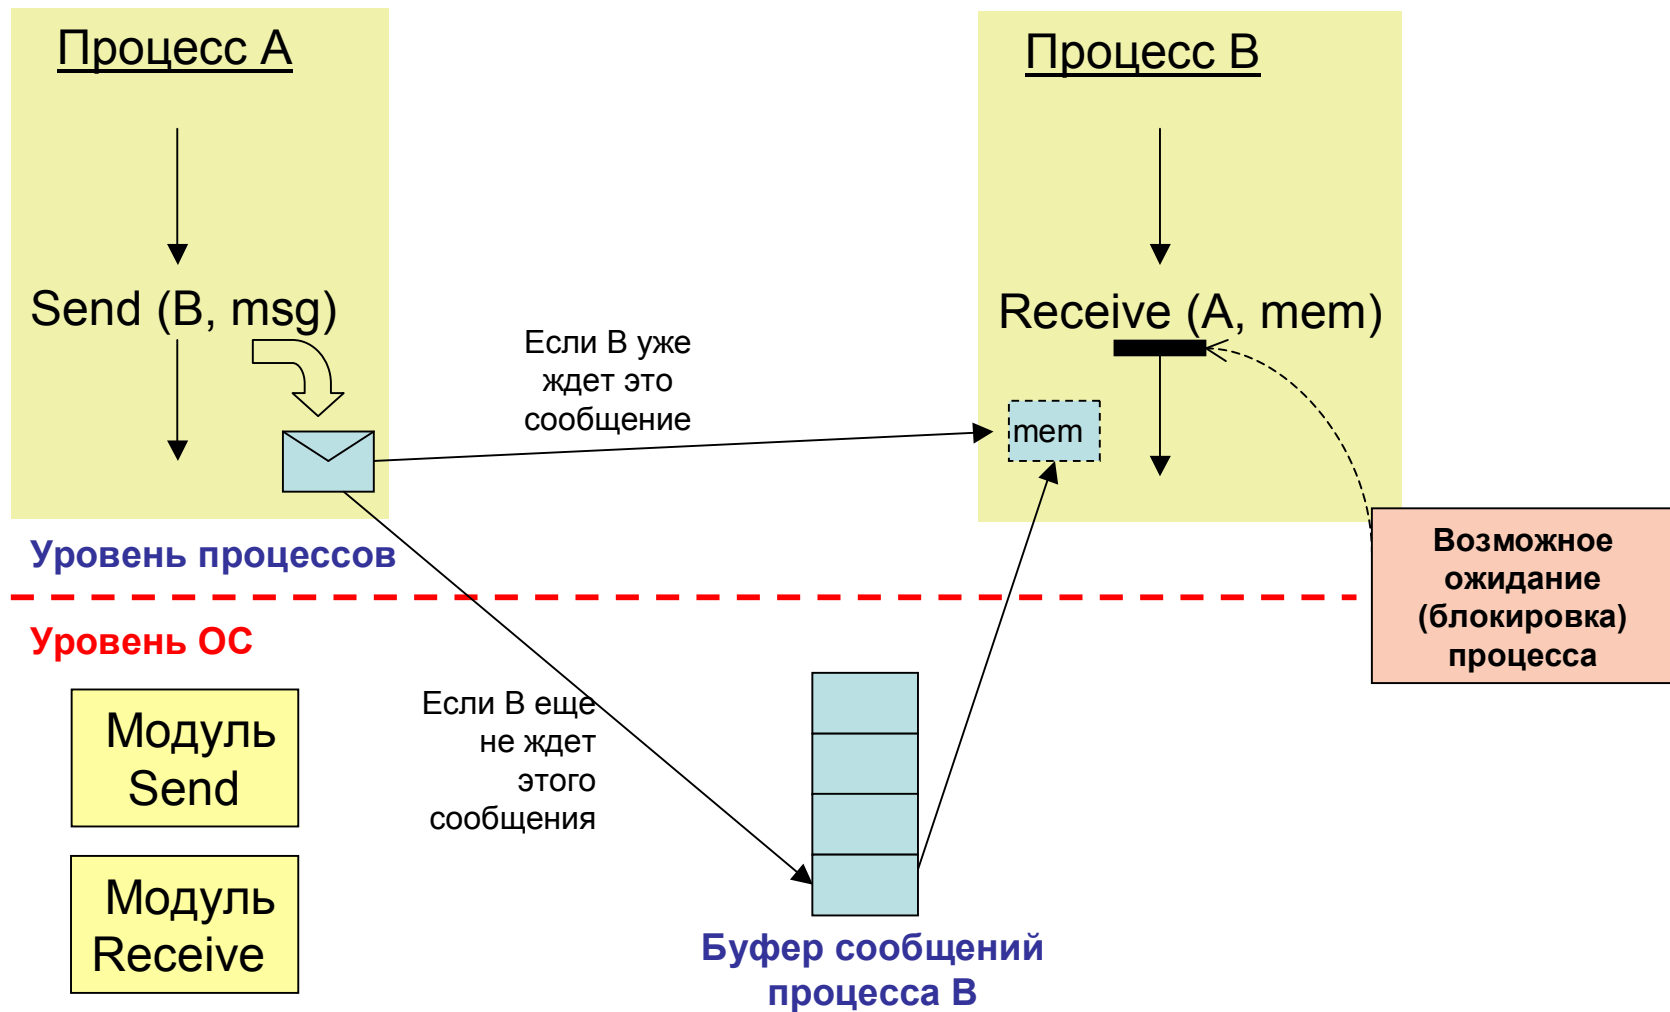 Процесс A
Процесс B
Send (B, msg)
Receive (A, mem)
Если B уже
ждет это
сообщение
mem
Уровень процессов
Возможное
ожидание
(блокировка)
процесса
Уровень ОС
Если B еще
не ждет
этого
сообщения
Модуль
Send
Модуль
Receive
Буфер сообщений
процесса B